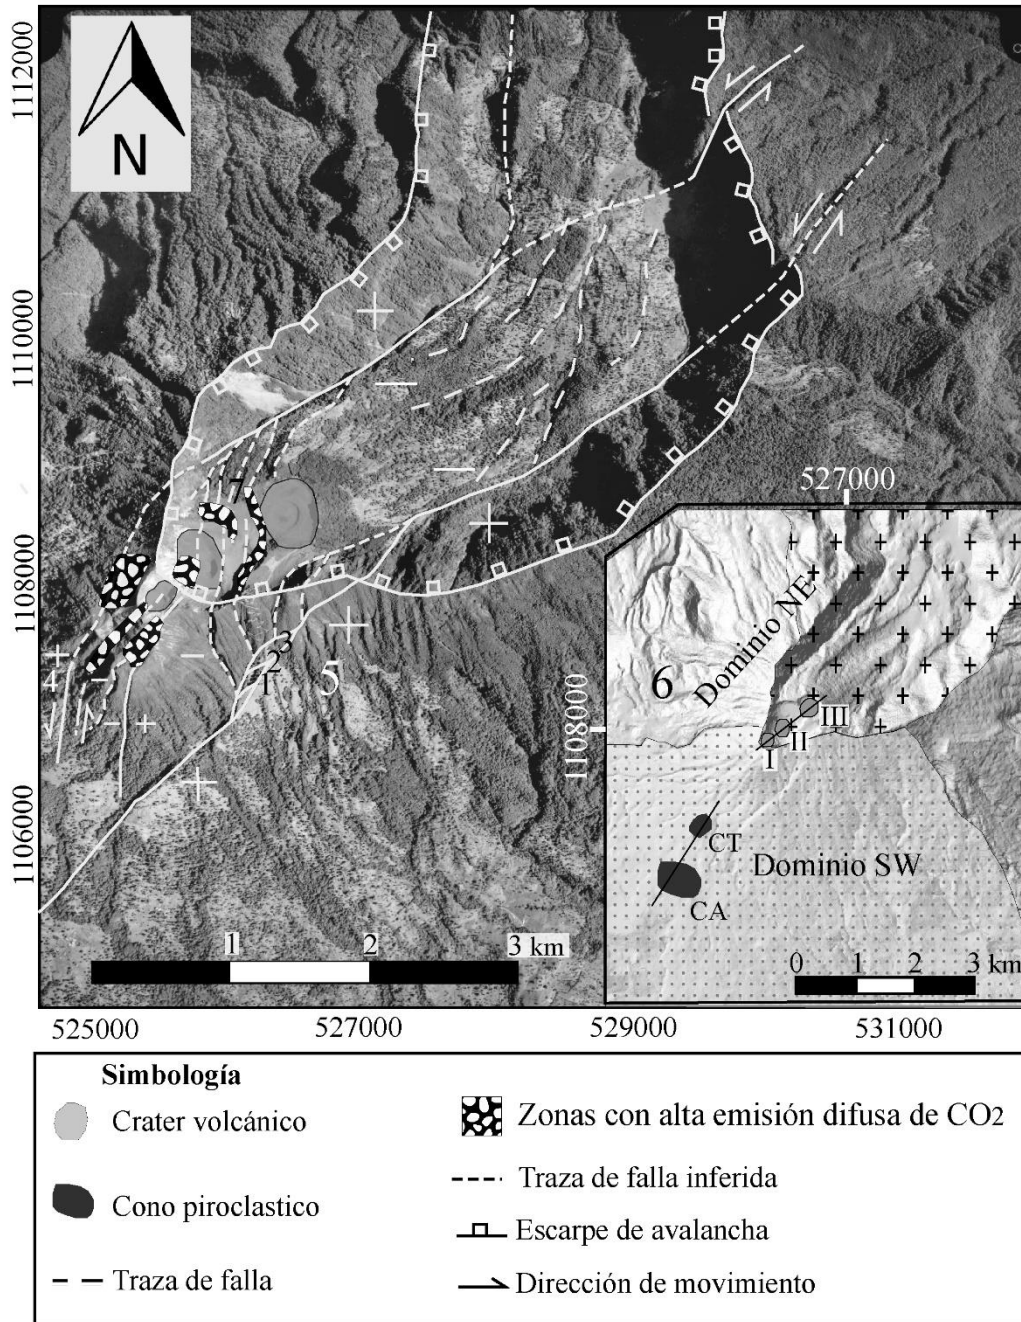 1112000
1110000
1108000
1106000
N
7
4
1
2
3
5
1
2
3 km
527000
1108000
6
Dominio NE
I
II
III
CT
CA
Dominio SW
0 1 2 3 km
525000 527000 529000 531000
Simbología
Crater volcánico
Cono piroclastico
Traza de falla
Zonas con alta emisión difusa de CO2
Traza de falla inferida
Escarpe de avalancha
Dirección de movimiento